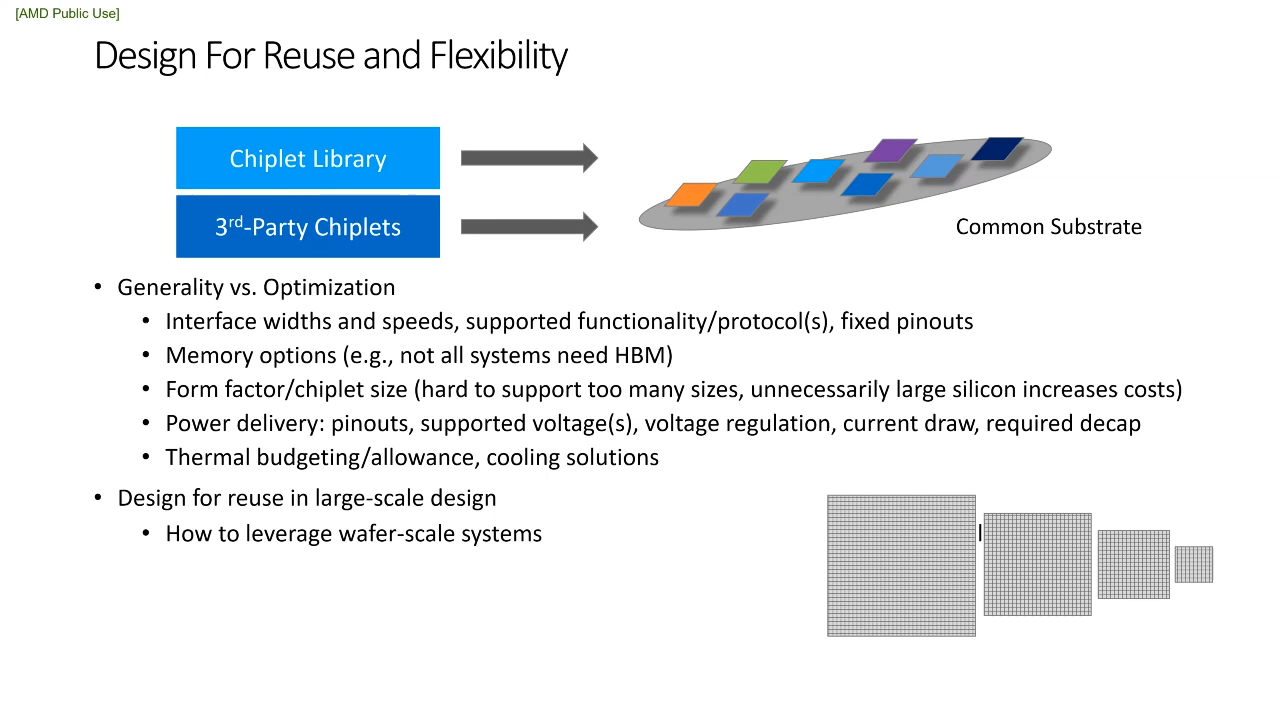 [AMD Public Use]
Design For Reuse and Flexibility
Chiplet Library
3rd-Party Chiplets
Common Substrate
• Generality vs. Optimization
• Interface widths and speeds, supported functionality/protocol(s), fixed pinouts
• Memory options (e.g., not all systems need HBM)
• Form factor/chiplet size (hard to support too many sizes, unnecessarily large silicon increases costs)
• Power delivery: pinouts, supported voltage(s), voltage regulation, current draw, required decap
• Thermal budgeting/allowance, cooling solutions
• Design for reuse in large-scale design
• How to leverage wafer-scale systems